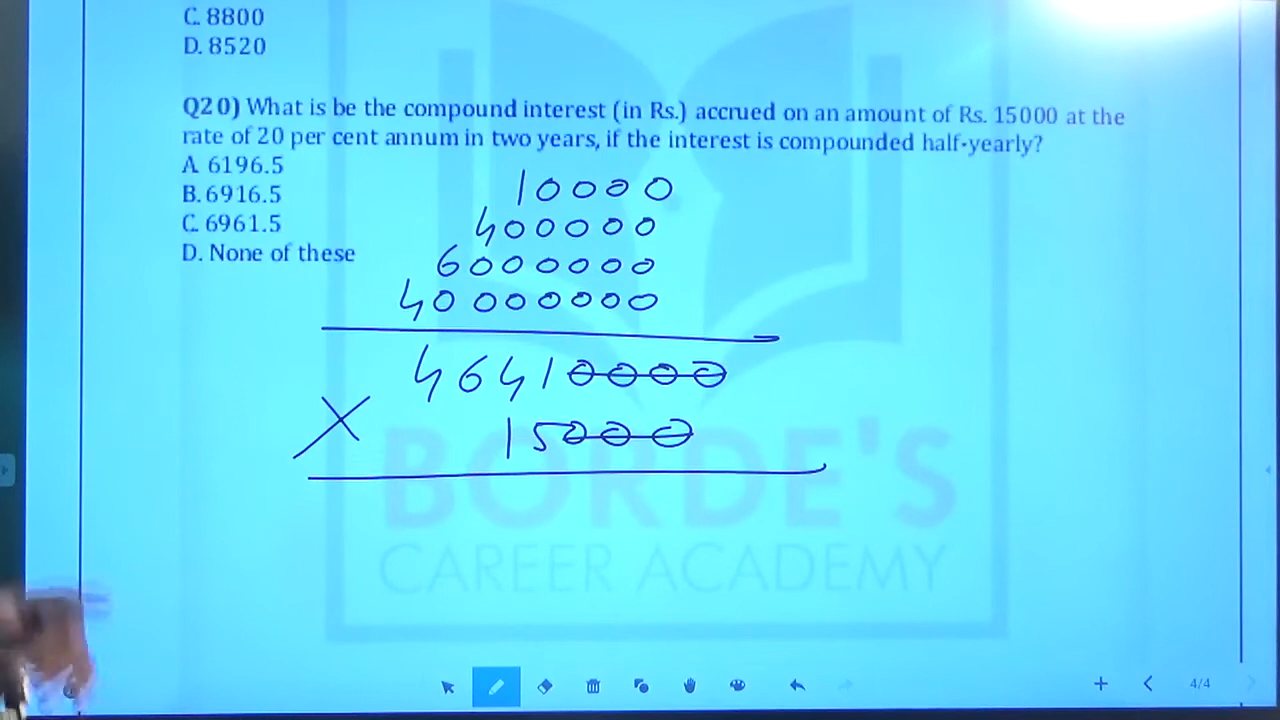 C. 8800
D. 8520
Q20) What is be the compound interest (in Rs.) accrued on an amount of Rs. 15000 at the
rate of 20 per cent annum in two years, if the interest is compounded half-yearly?
A 6196.5
B. 6916.5
C. 6961.5
D. None of these
10000
400000
6000000
40000000
46410000
X 15000
BORDE'S
CAREER ACADEMY
4/4